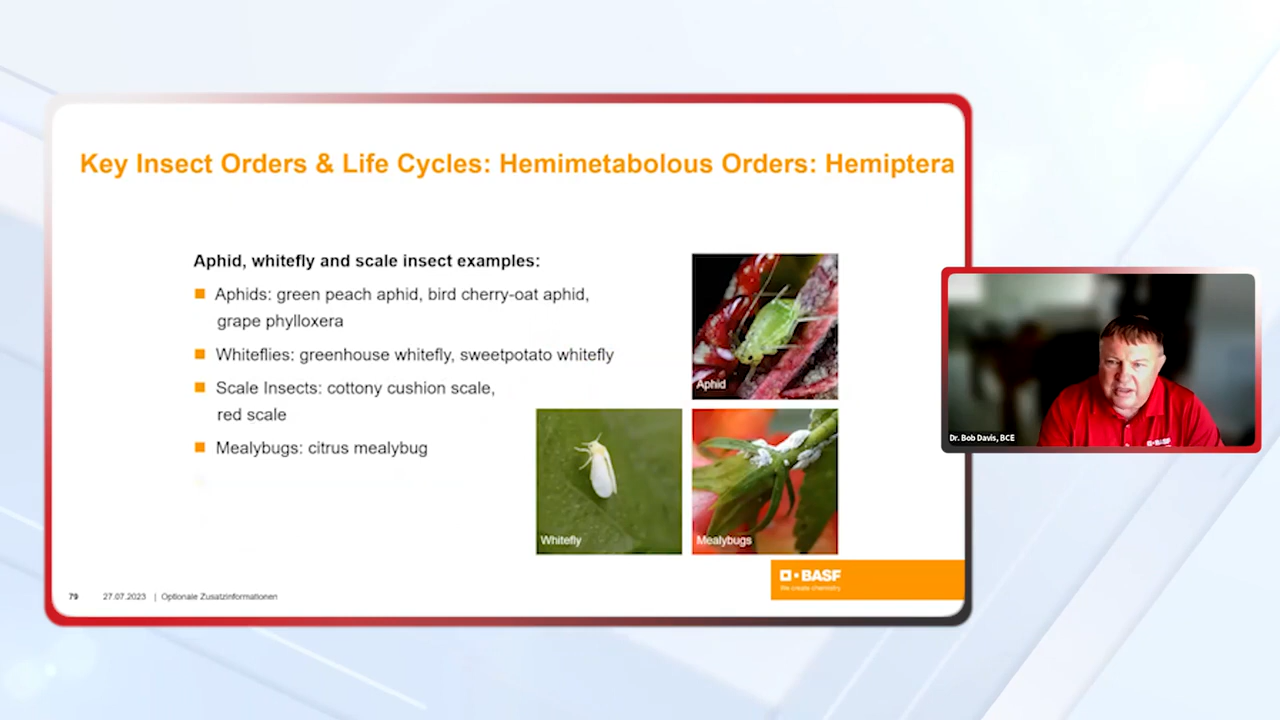 Key Insect Orders & Life Cycles: Hemimetabolous Orders: Hemiptera
Aphid, whitefly and scale insect examples:
Aphids: green peach aphid, bird cherry-oat aphid,
grape phylloxera
Whiteflies: greenhouse whitefly, sweetpotato whitefly
Scale Insects: cottony cushion scale,
red scale
Mealybugs: citrus mealybug
Aphid
Whitefly
Mealybugs
BASF
We create chemistry
79 27.07.2023 | Optionale Zusatzinformationen
Dr. Bob Davis, BCE
BASF